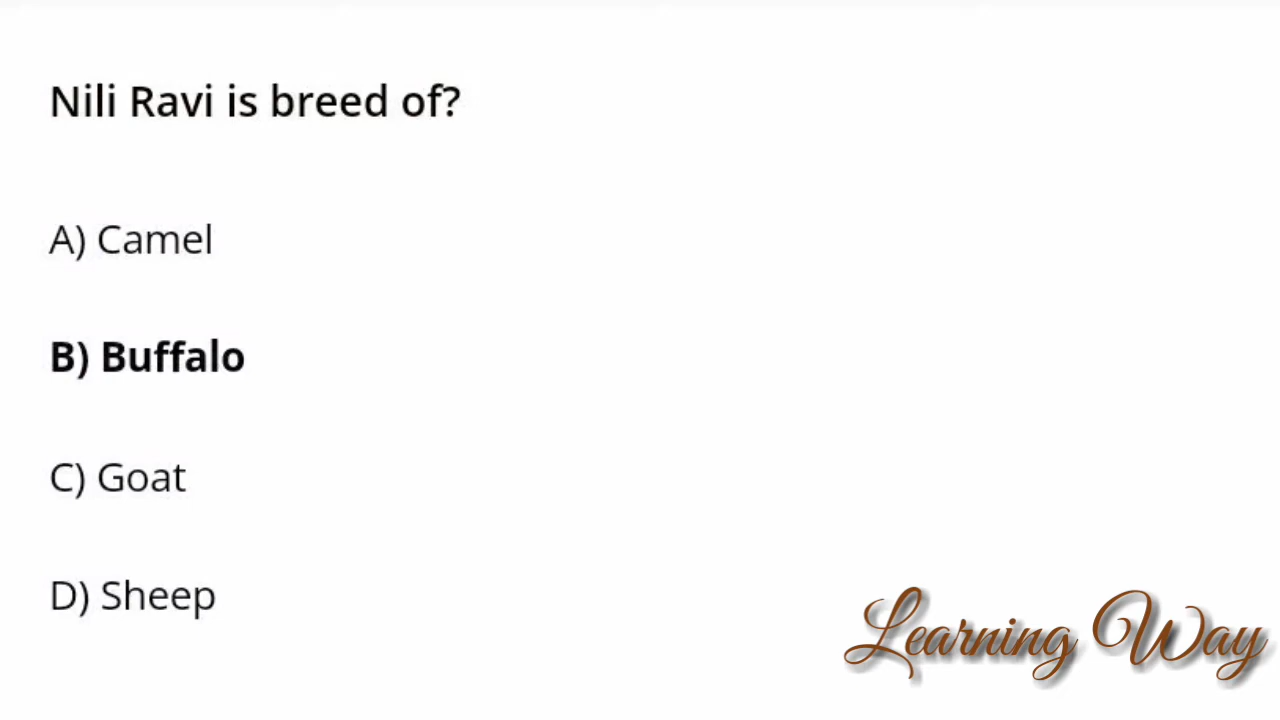 Nili Ravi is breed of?
A) Camel
B) Buffalo
C) Goat
D) Sheep
Learning Way